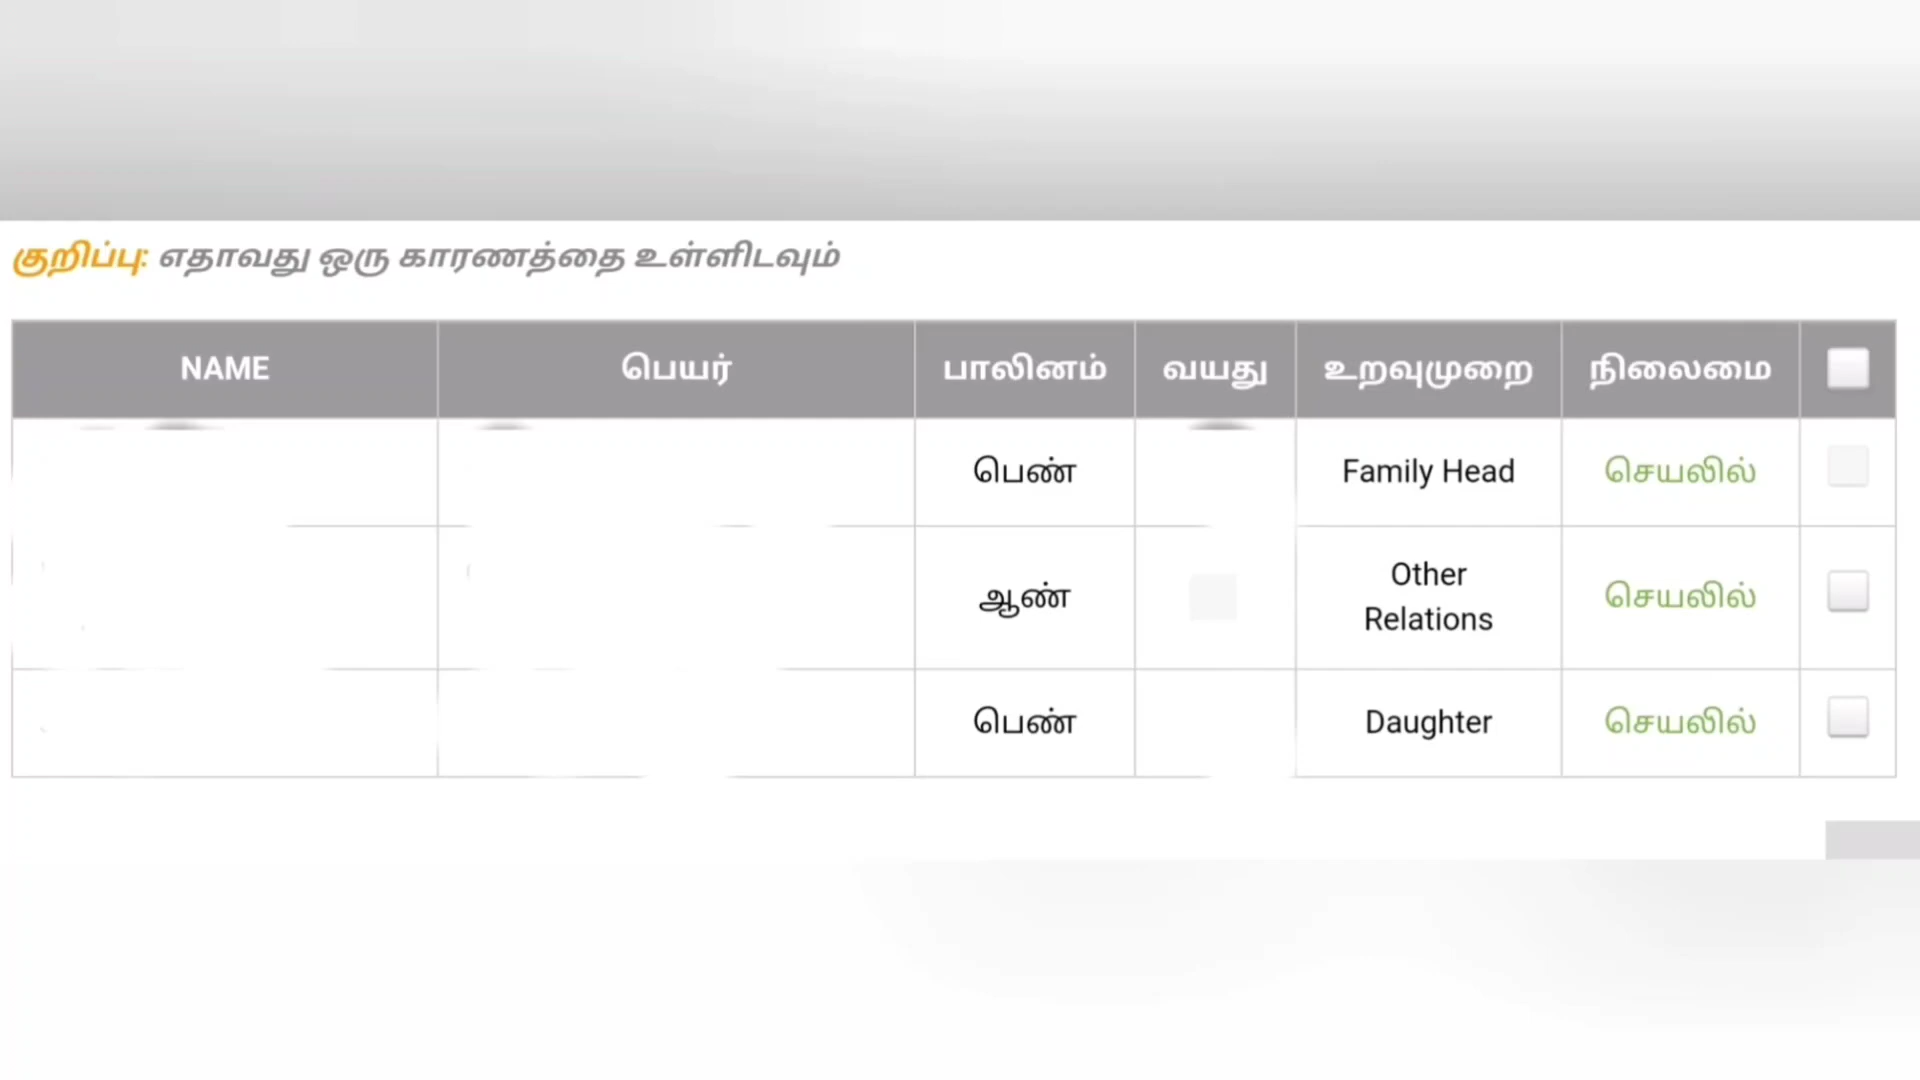 குறிப்பு: எதாவது ஒரு காரணத்தை உள்ளிடவும்
NAME பெயர் பாலினம் வயது உறவுமுறை நிலைமை
பெண் Family Head செயலில்
ஆண் Other Relations செயலில்
பெண் Daughter செயலில்